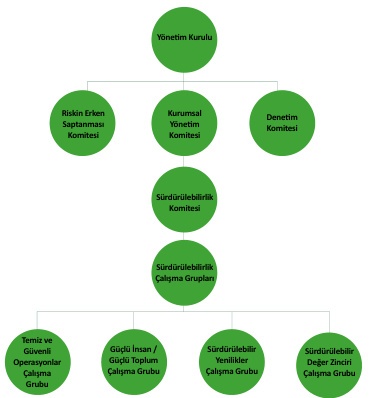 Yönetim Kurulu
Riskin Erken
Saptanması
Komitesi
Kurumsal
Yönetim
Komitesi
Denetim
Komitesi
Sürdürülebilirlik
Komitesi
Sürdürülebilirlik
Çalışma Grupları
Temiz ve
Güvenli
Operasyonlar
Çalışma
Grubu
Güçlü İnsan /
Güçlü Toplum
Çalışma Grubu
Sürdürülebilir
Yenilikler
Çalışma Grubu
Sürdürülebilir
Değer Zinciri
Çalışma Grubu